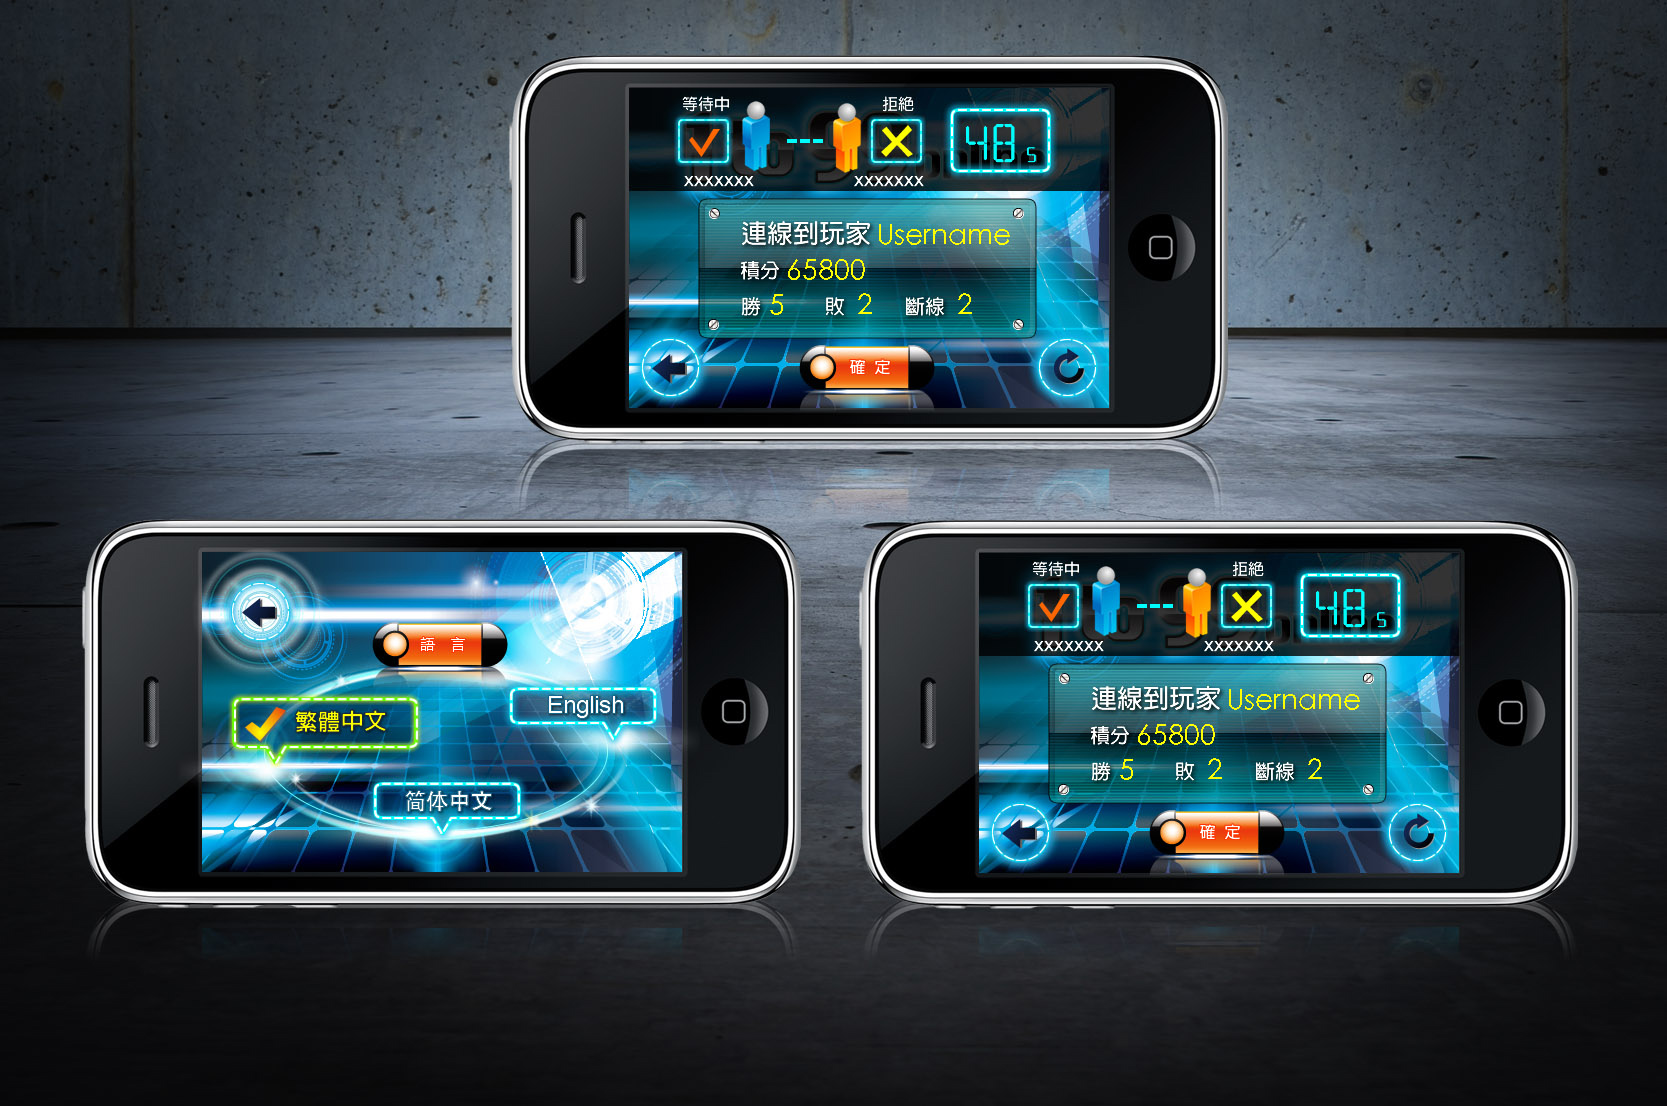 等待中
拒絶
48 s
xxxxxxx
xxxxxxx
連線到玩家 Username
積分 65800
勝 5 敗 2 斷線 2
確 定
語 言
繁體中文
English
简体中文
等待中
拒絶
48 s
xxxxxxx
xxxxxxx
連線到玩家 Username
積分 65800
勝 5 敗 2 斷線 2
確 定